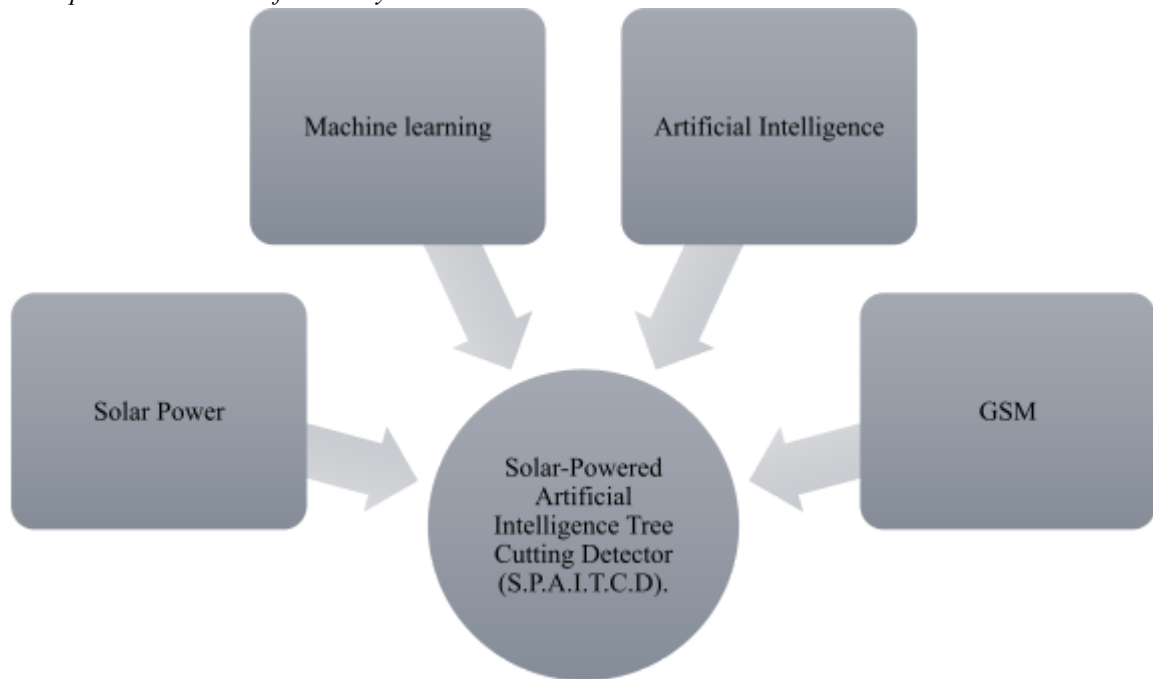 Machine learning
Artificial Intelligence
Solar Power
GSM
Solar-Powered
Artificial
Intelligence Tree
Cutting Detector
(S.P.A.I.T.C.D).